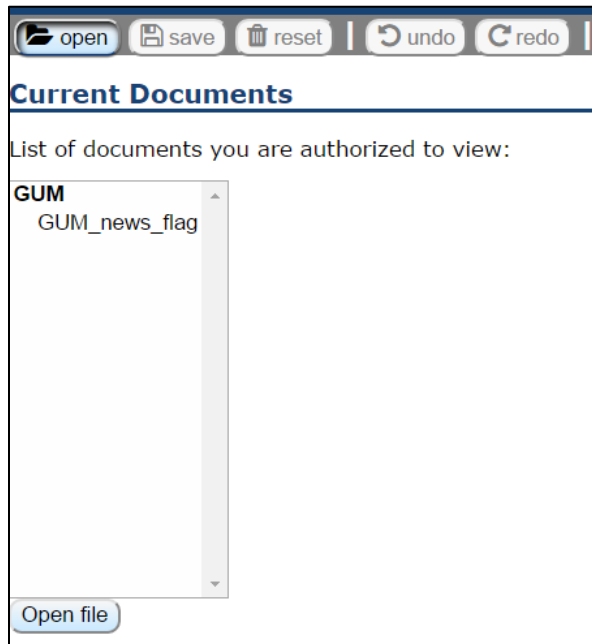 open save reset undo redo
Current Documents
List of documents you are authorized to view:
GUM
GUM_news_flag
Open file